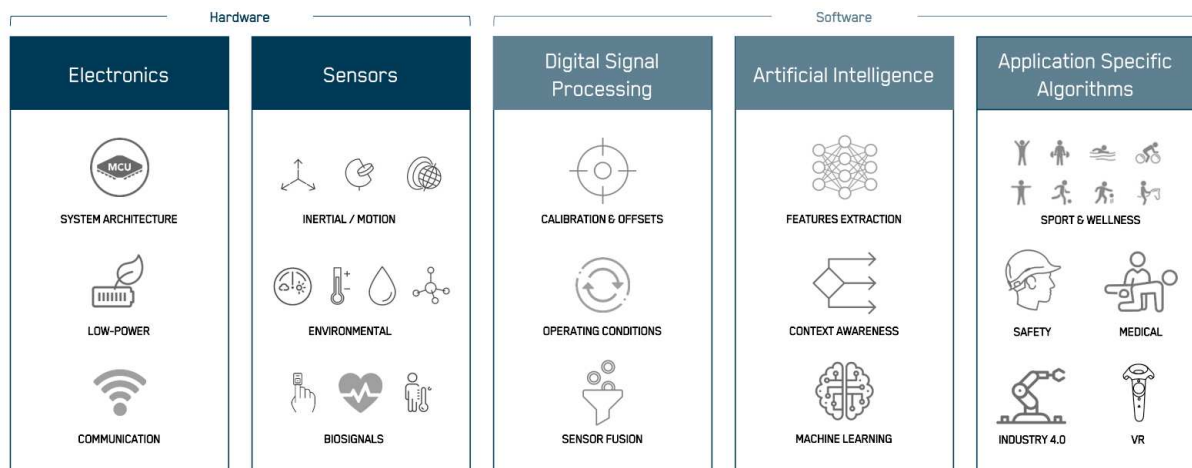 Hardware
Software
Electronics
Sensors
Digital Signal
Processing
Artificial Intelligence
Application Specific
Algorithms
MCU
SYSTEM ARCHITECTURE
LOW-POWER
COMMUNICATION
INERTIAL / MOTION
ENVIRONMENTAL
BIOSIGNALS
CALIBRATION & OFFSETS
OPERATING CONDITIONS
SENSOR FUSION
FEATURES EXTRACTION
CONTEXT AWARENESS
MACHINE LEARNING
SPORT & WELLNESS
SAFETY
MEDICAL
INDUSTRY 4.0
VR